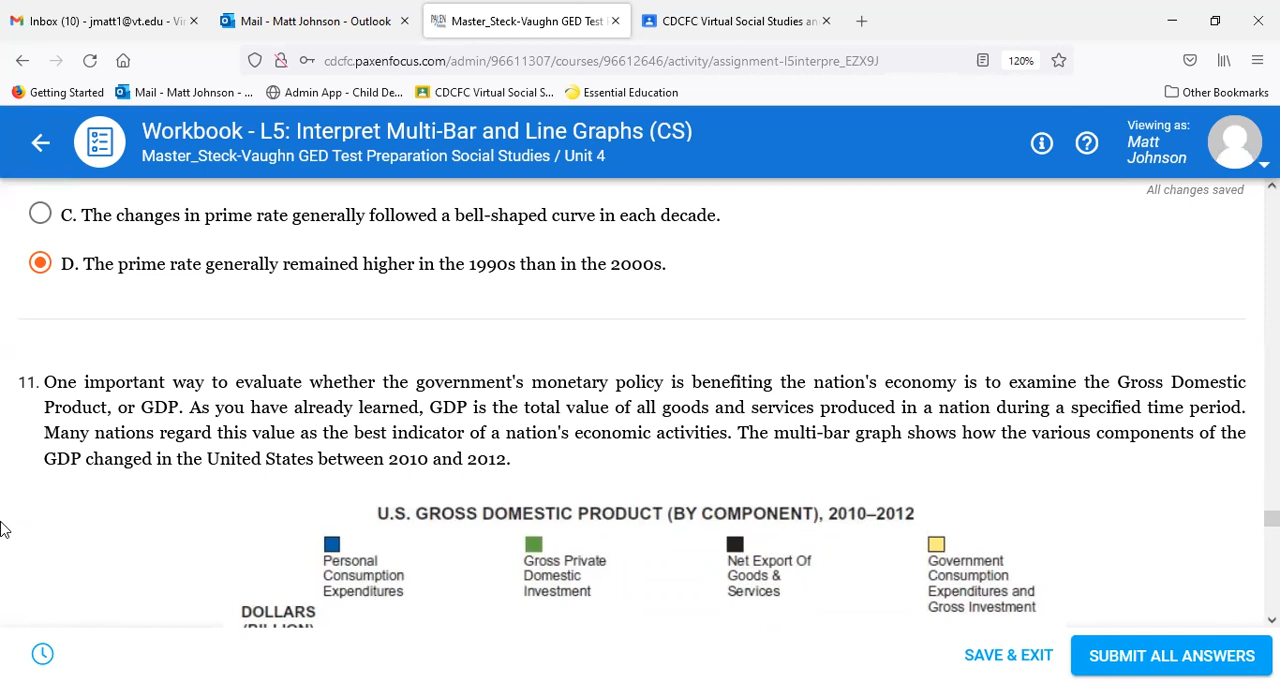 Inbox (10) - jmatt1@vt.edu - Vi
Mail - Matt Johnson - Outlook
PAXEN
Master_Steck-Vaughn GED Test
CDCFC Virtual Social Studies an
cdcfc.paxenfocus.com/admin/96611307/courses/96612646/activity/assignment-l5interpre_EZX9J
120%
Getting Started
Mail - Matt Johnson - ...
Admin App - Child De...
CDCFC Virtual Social S...
Essential Education
Other Bookmarks
Workbook - L5: Interpret Multi-Bar and Line Graphs (CS)
Master_Steck-Vaughn GED Test Preparation Social Studies / Unit 4
Viewing as:
Matt
Johnson
All changes saved
C. The changes in prime rate generally followed a bell-shaped curve in each decade.
D. The prime rate generally remained higher in the 1990s than in the 2000s.
11. One important way to evaluate whether the government's monetary policy is benefiting the nation's economy is to examine the Gross Domestic
Product, or GDP. As you have already learned, GDP is the total value of all goods and services produced in a nation during a specified time period.
Many nations regard this value as the best indicator of a nation's economic activities. The multi-bar graph shows how the various components of the
GDP changed in the United States between 2010 and 2012.
U.S. GROSS DOMESTIC PRODUCT (BY COMPONENT), 2010–2012
Personal
Consumption
Expenditures
Gross Private
Domestic
Investment
Net Export Of
Goods &
Services
Government
Consumption
Expenditures and
Gross Investment
DOLLARS
(BILLION)
SAVE & EXIT
SUBMIT ALL ANSWERS